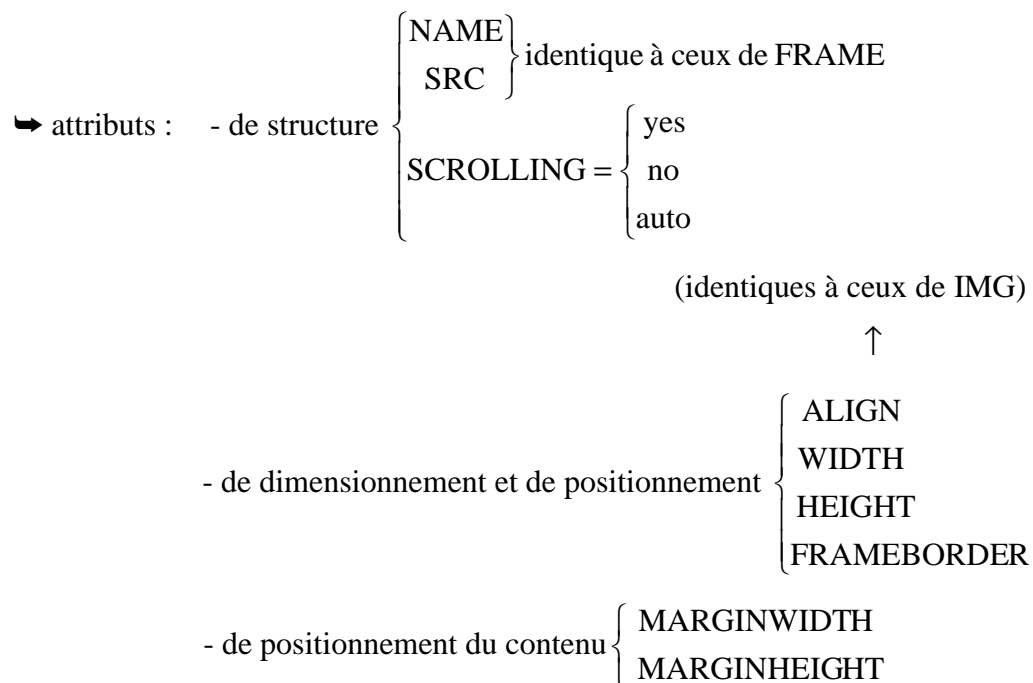 NAME
SRC
identique à ceux de FRAME
➥ attributs : - de structure
SCROLLING =
yes
no
auto
(identiques à ceux de IMG)
↑
- de dimensionnement et de positionnement
ALIGN
WIDTH
HEIGHT
FRAMEBORDER
- de positionnement du contenu
MARGINWIDTH
MARGINHEIGHT